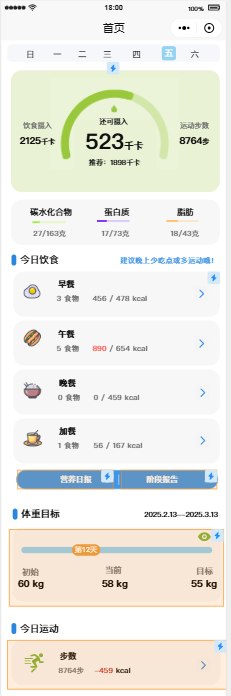 18:00
100%
首页
日 一 二 三 四 五 六
还可摄入
饮食摄入 523千卡 运动步数
2125千卡 8764步
推荐：1898千卡
碳水化合物 蛋白质 脂肪
27/163克 17/73克 18/43克
今日饮食 建议晚上少吃点或多运动哦！
早餐
3 食物 456 / 478 kcal
午餐
5 食物 890 / 654 kcal
晚餐
0 食物 0 / 459 kcal
加餐
1 食物 56 / 167 kcal
营养日报 阶段报告
体重目标 2025.2.13—2025.3.13
第12天
初始 当前 目标
60 kg 58 kg 55 kg
今日运动
步数
8764步 -459 kcal